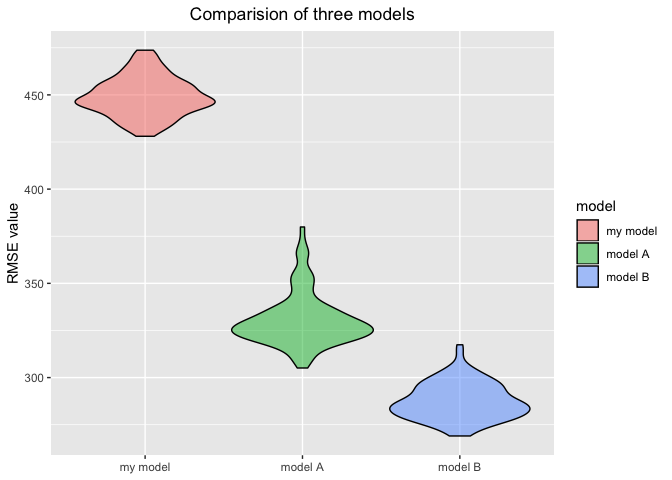 Comparision of three models
RMSE value
450
400
350
300
my model
model A
model B
model
my model
model A
model B